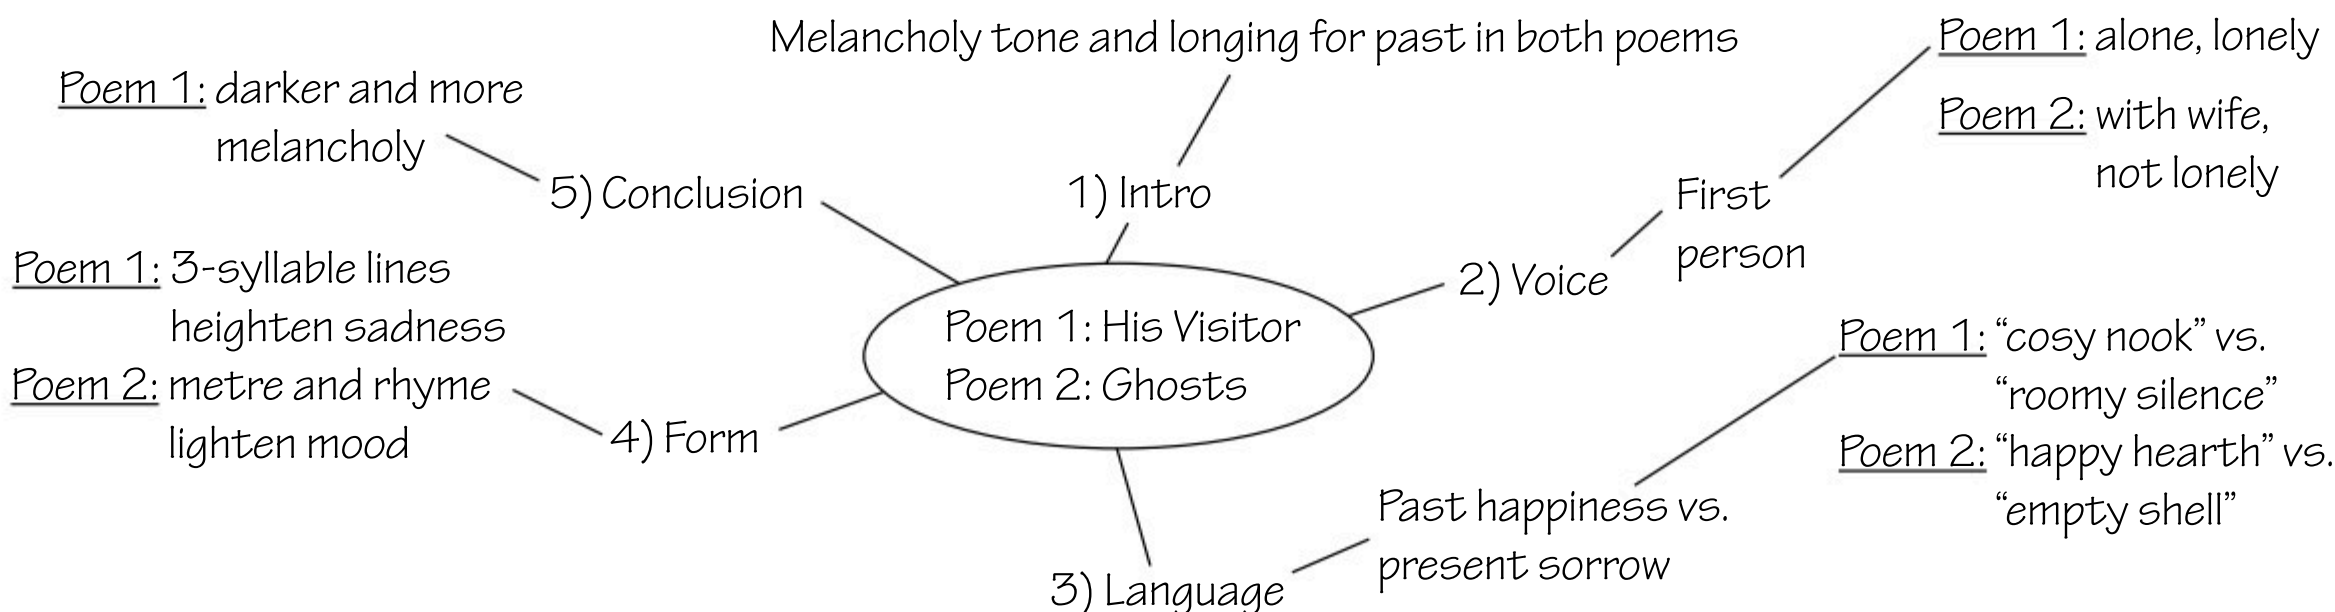 Poem 1: His Visitor
Poem 2: Ghosts
1) Intro
Melancholy tone and longing for past in both poems
2) Voice
First
person
Poem 1: alone, lonely
Poem 2: with wife,
not lonely
3) Language
Past happiness vs.
present sorrow
Poem 1: “cosy nook” vs.
“roomy silence”
Poem 2: “happy hearth” vs.
“empty shell”
4) Form
Poem 1: 3-syllable lines
heighten sadness
Poem 2: metre and rhyme
lighten mood
5) Conclusion
Poem 1: darker and more
melancholy